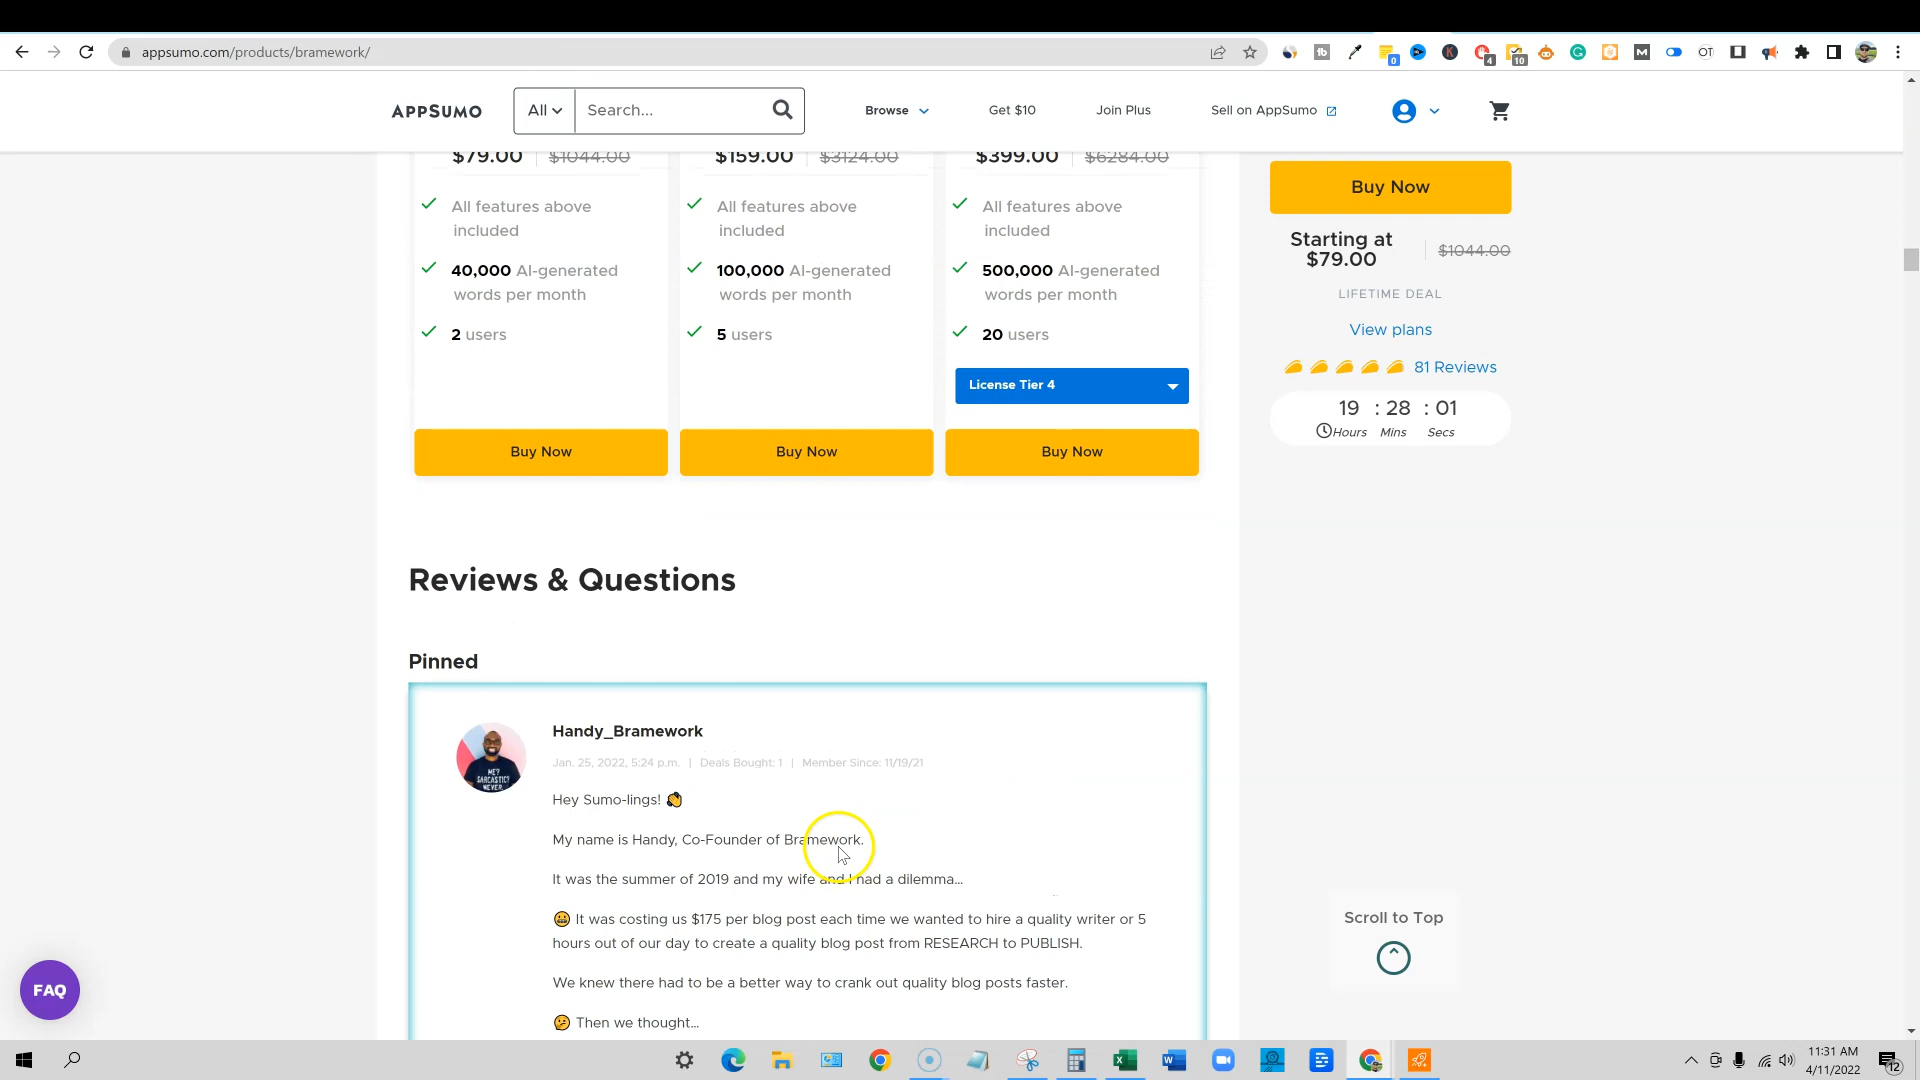 appsumo.com/products/bramework/
0
4
10
APPSUMO
All
Search...
Browse
Get $10
Join Plus
Sell on AppSumo
$79.00 $1044.00
$159.00 $3124.00
$399.00 $6284.00
All features above
included
40,000 AI-generated
words per month
2 users
All features above
included
100,000 AI-generated
words per month
5 users
All features above
included
500,000 AI-generated
words per month
20 users
License Tier 4
Buy Now
Buy Now
Buy Now
Buy Now
Starting at
$79.00
$1044.00
LIFETIME DEAL
View plans
81 Reviews
19 : 28 : 01
Hours Mins Secs
Reviews & Questions
Pinned
ME?
SARCASTIC?
NEVER.
Handy_Bramework
Jan. 25, 2022, 5:24 p.m. | Deals Bought: 1 | Member Since: 11/19/21
Hey Sumo-lings!
My name is Handy, Co-Founder of Bramework.
It was the summer of 2019 and my wife and I had a dilemma...
It was costing us $175 per blog post each time we wanted to hire a quality writer or 5
hours out of our day to create a quality blog post from RESEARCH to PUBLISH.
We knew there had to be a better way to crank out quality blog posts faster.
Then we thought...
Scroll to Top
FAQ
11:31 AM
4/11/2022
12